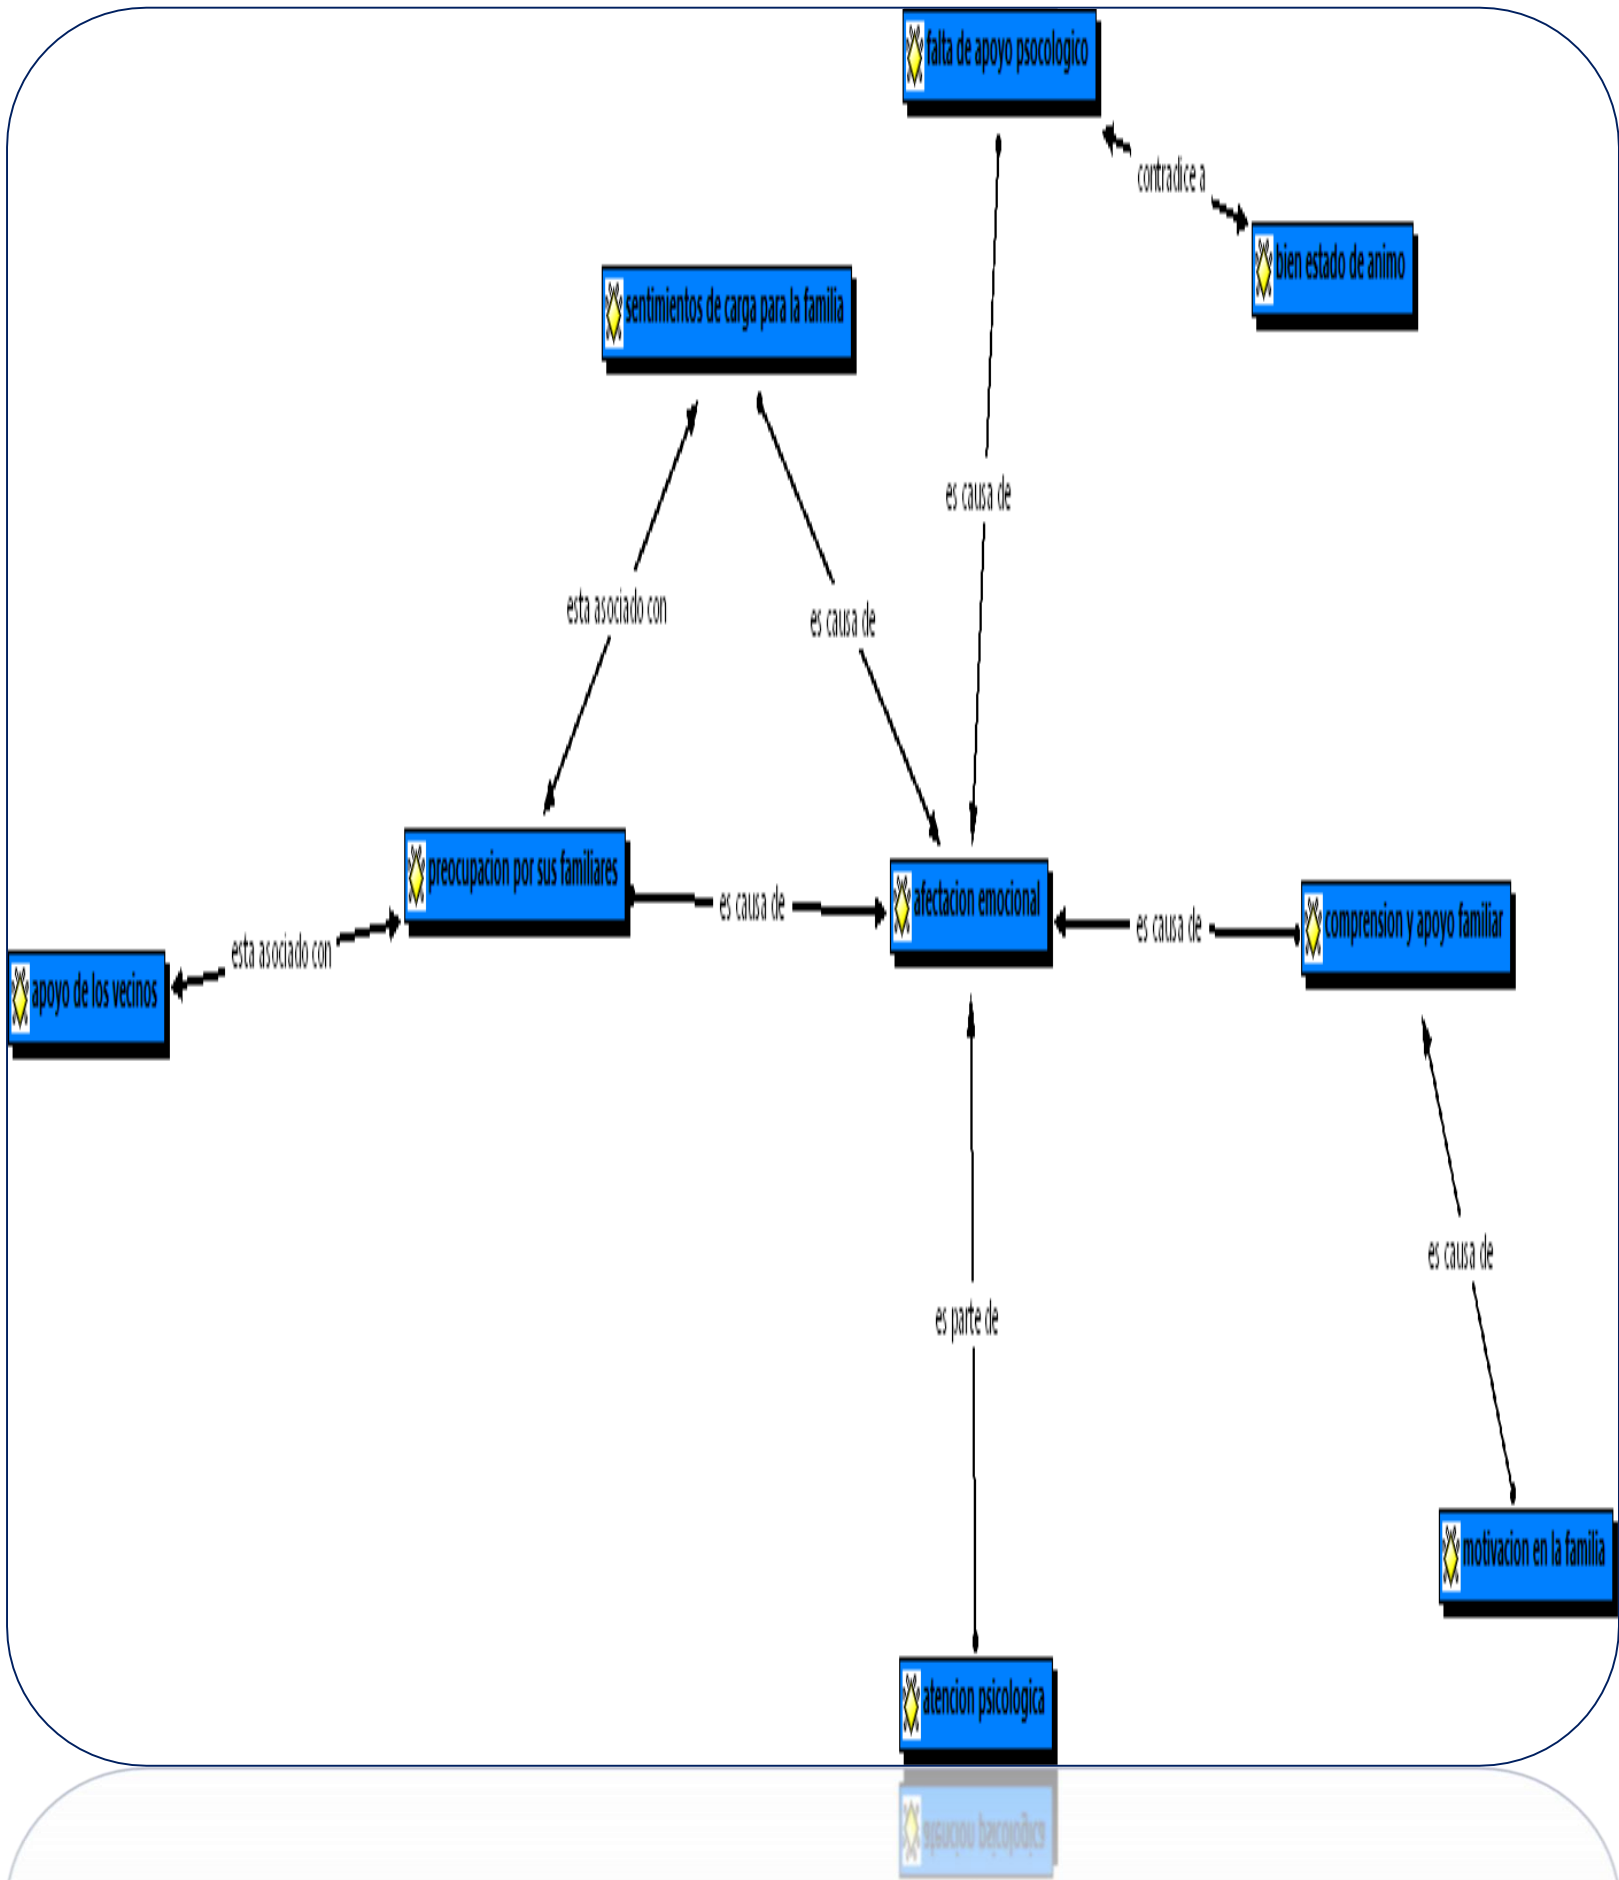 falta de apoyo psocologico
contradice a
bien estado de animo
sentimientos de carga para la familia
es causa de
esta asociado con
es causa de
preocupacion por sus familiares
es causa de
afectacion emocional
es causa de
comprension y apoyo familiar
esta asociado con
apoyo de los vecinos
es causa de
es parte de
motivacion en la familia
atencion psicologica